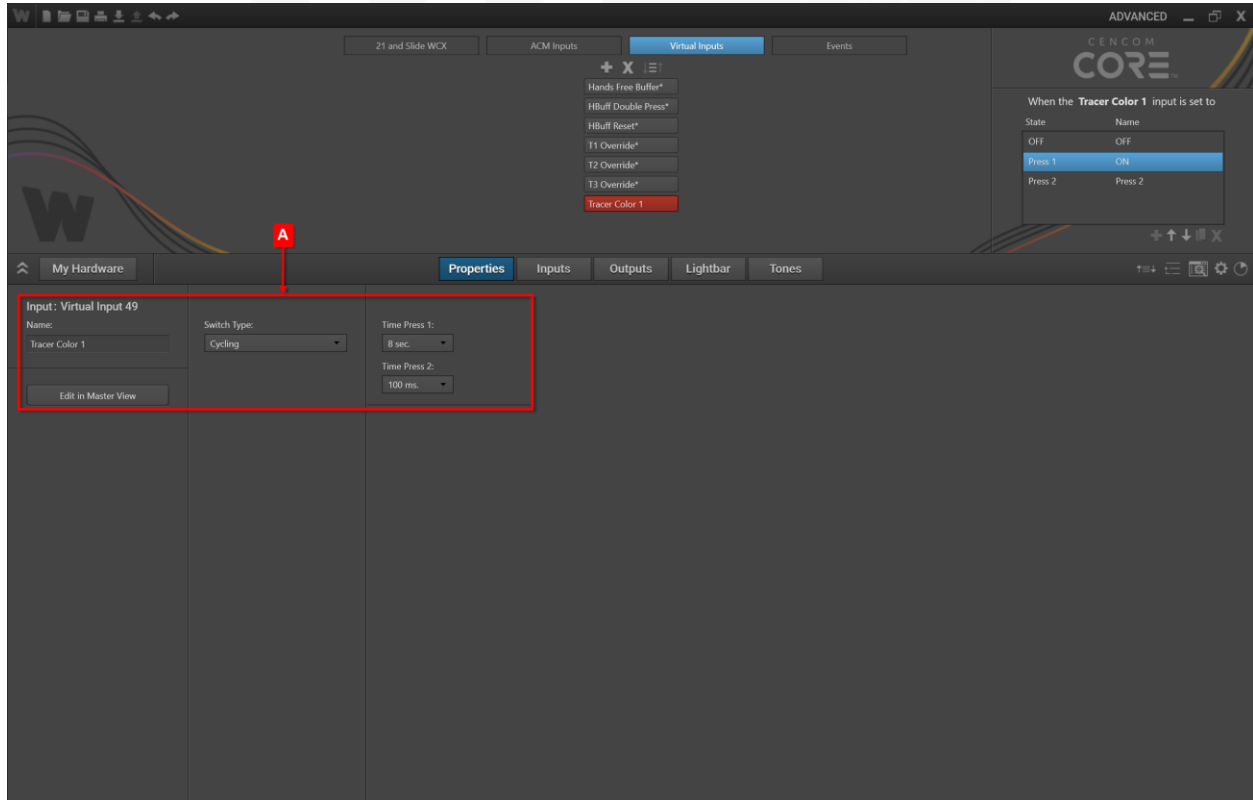 W ADVANCED X
21 and Slide WCX ACM Inputs Virtual Inputs Events
CENCOM
CORE™
X
Hands Free Buffer*
HBuff Double Press*
HBuff Reset*
T1 Override*
T2 Override*
T3 Override*
Tracer Color 1
When the Tracer Color 1 input is set to
State Name
OFF OFF
Press 1 ON
Press 2 Press 2
X
W
A
My Hardware Properties Inputs Outputs Lightbar Tones
Input: Virtual Input 49
Name: Switch Type: Time Press 1:
Tracer Color 1 Cycling 8 sec.
Time Press 2:
100 ms.
Edit in Master View